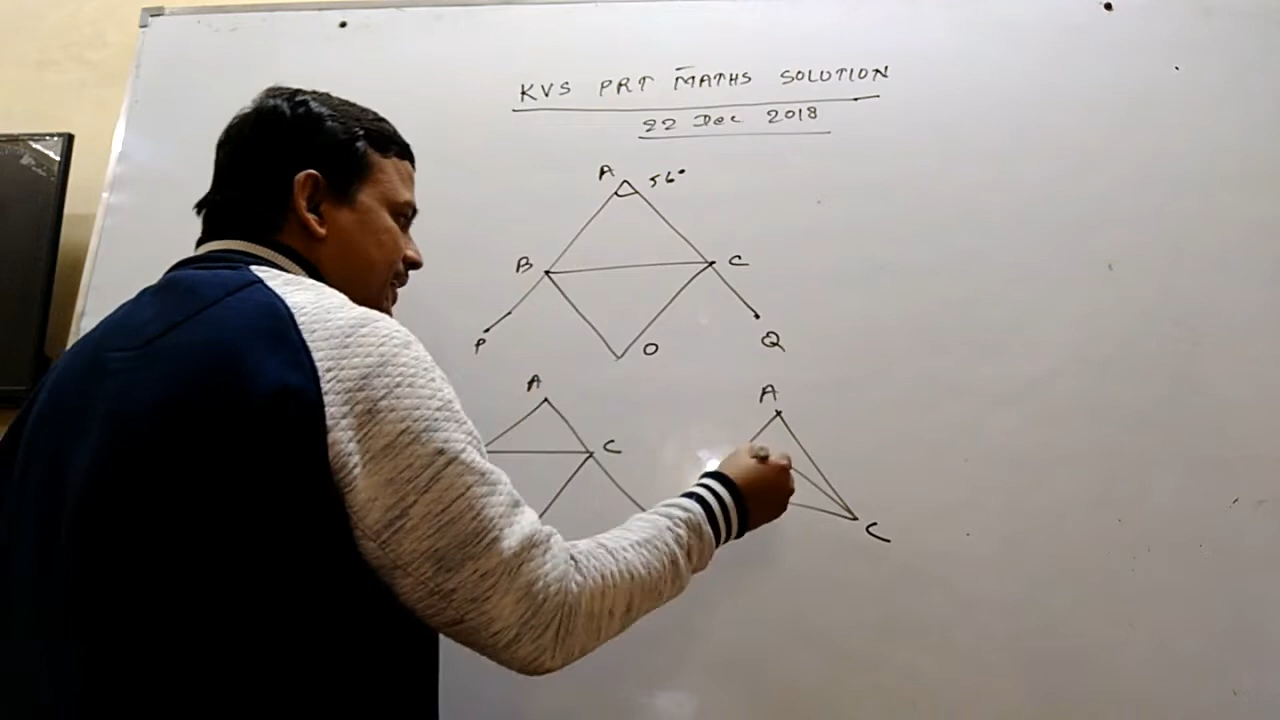 KVS PRT MATHS SOLUTION
22 Dec 2018
A 56°
B C
P O Q
A A
C
C